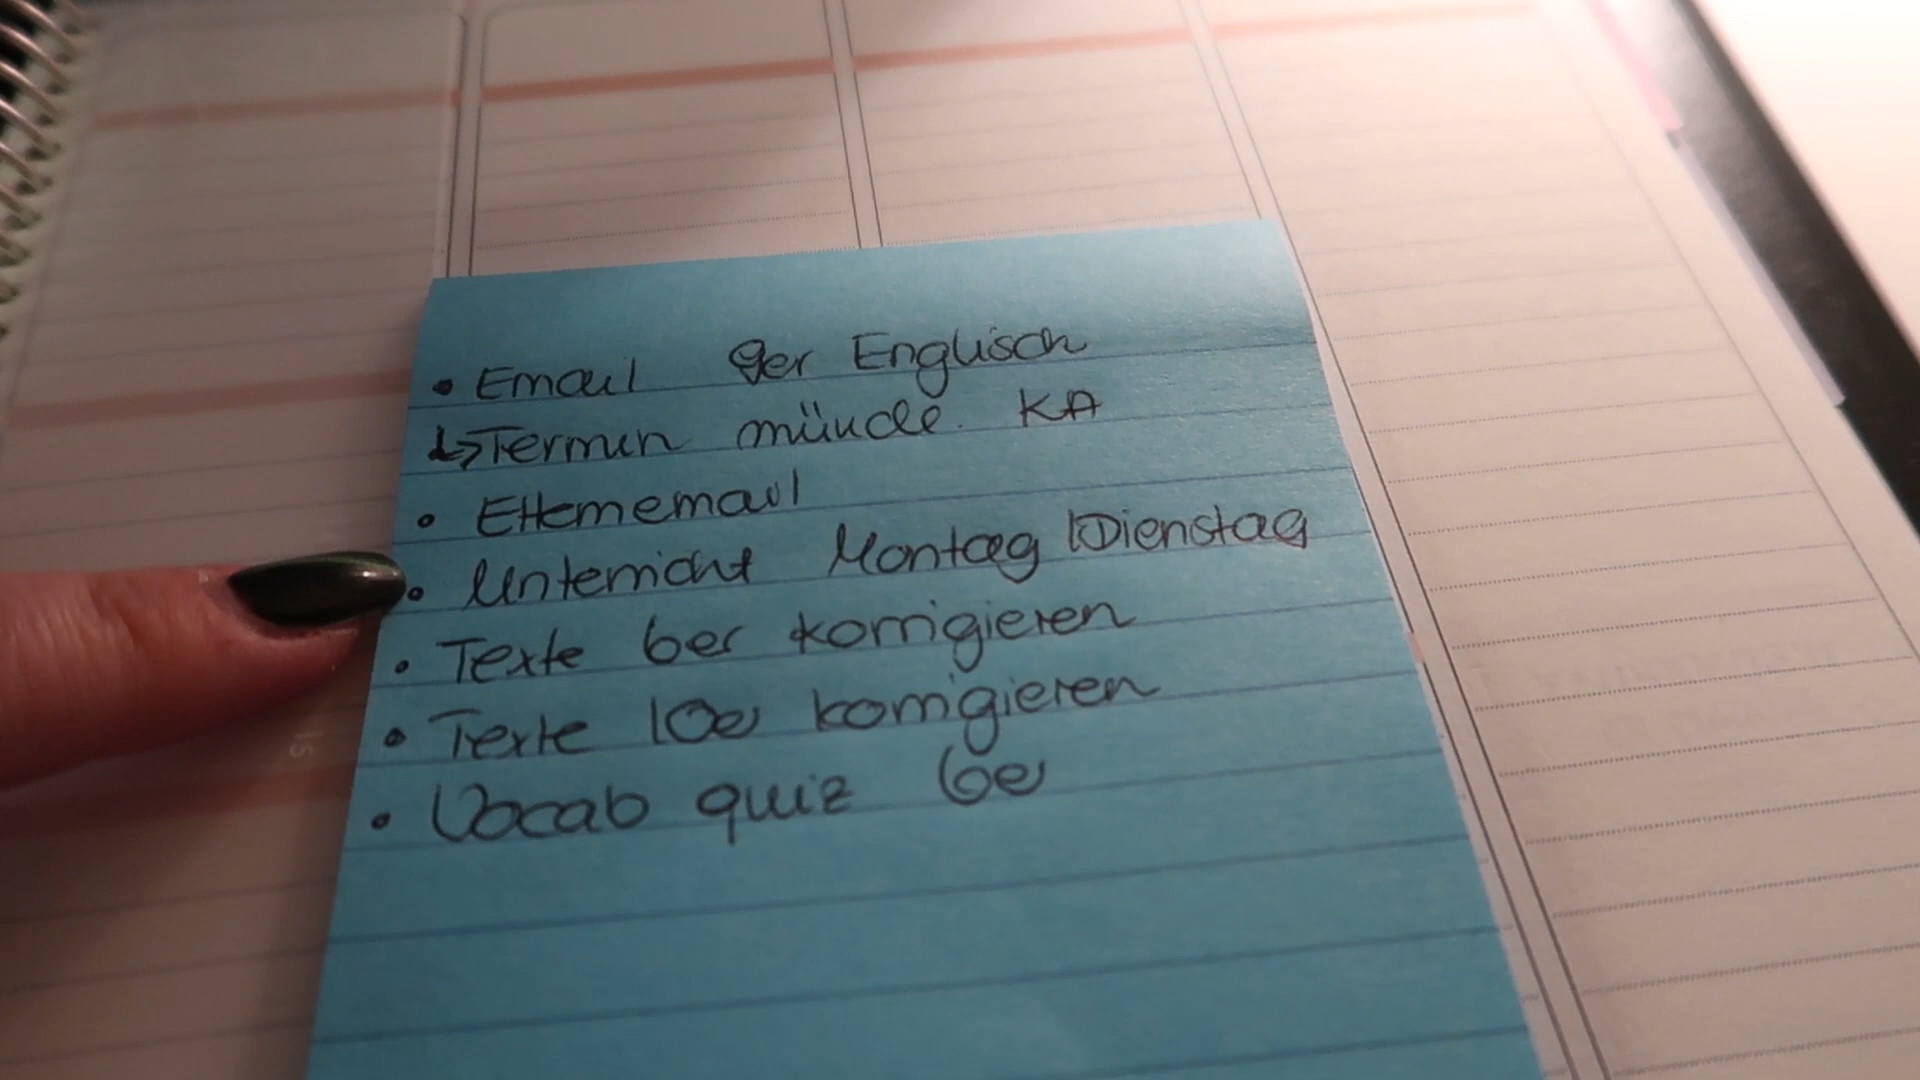 • Email 9er Englisch
↳ Termin mündl. KA
• Elternemail
• Unterricht Montag | Dienstag
• Texte 6er korrigieren
• Texte 10er korrigieren
• Vocab quiz 6er
15